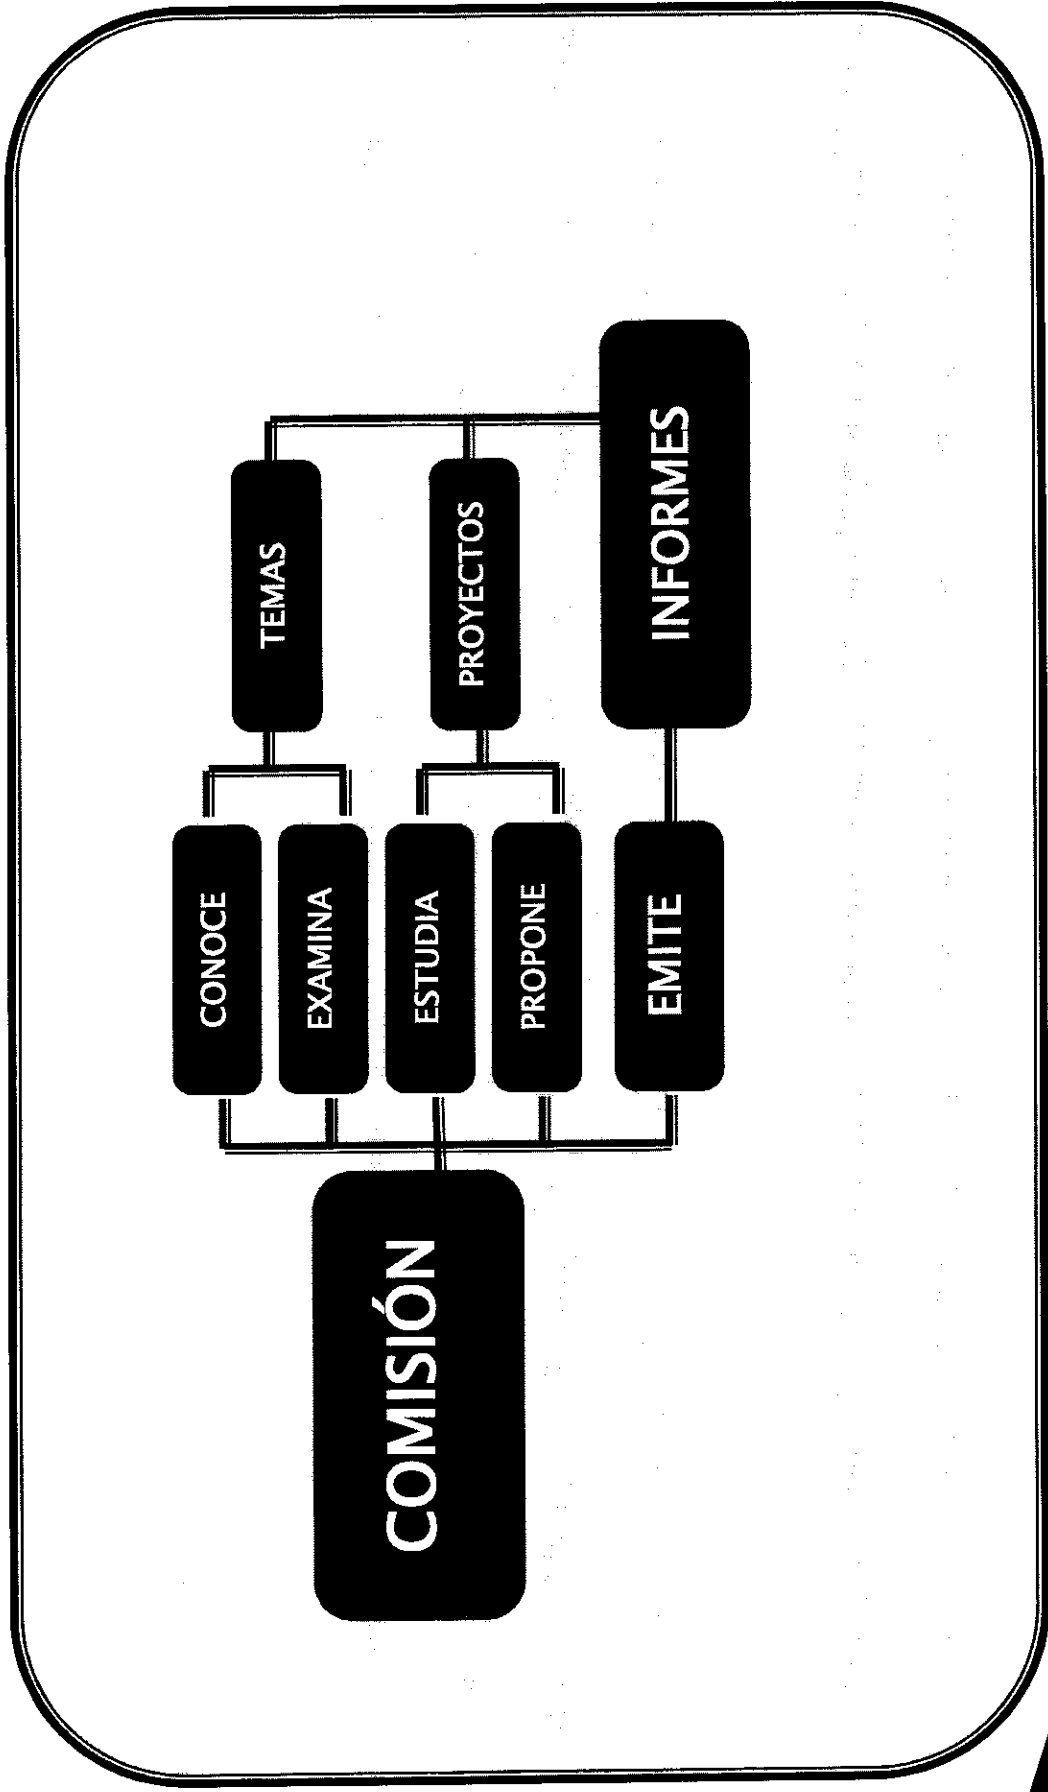 COMISIÓN
CONOCE
EXAMINA
ESTUDIA
PROPONE
EMITE
TEMAS
PROYECTOS
INFORMES